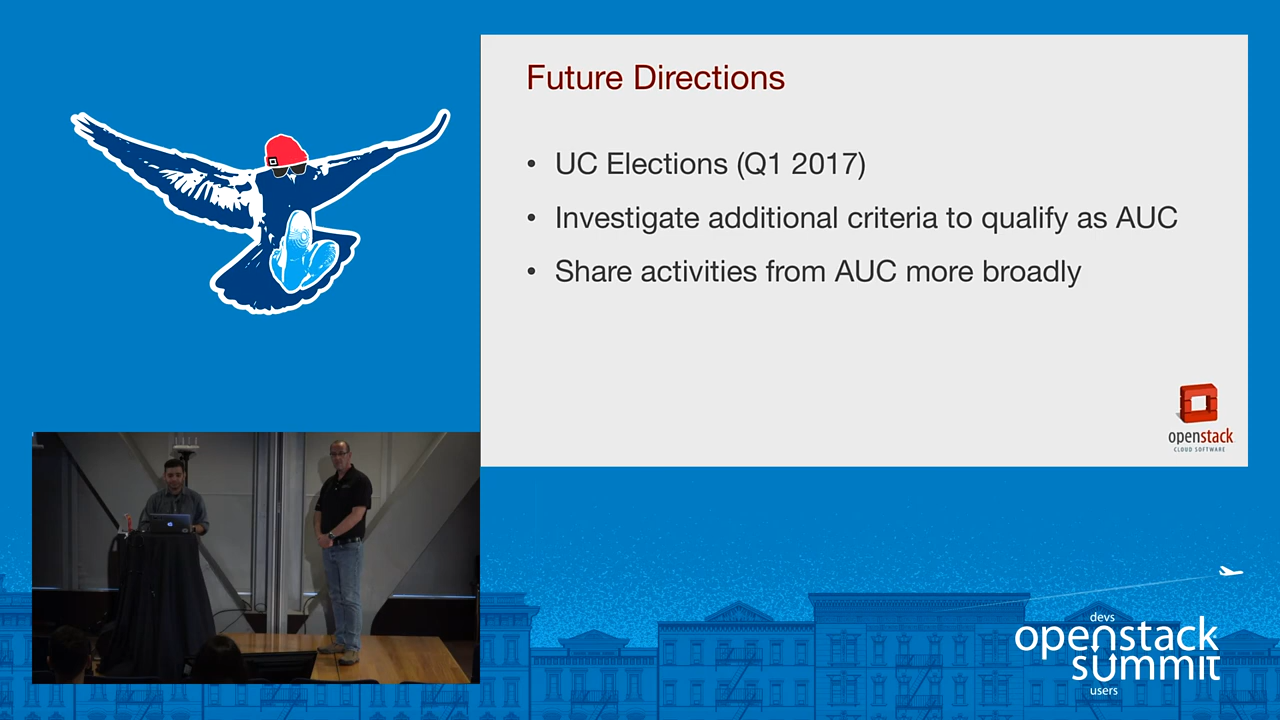 Future Directions
• UC Elections (Q1 2017)
• Investigate additional criteria to qualify as AUC
• Share activities from AUC more broadly
openstack
CLOUD SOFTWARE
devs
openstack
summit
users